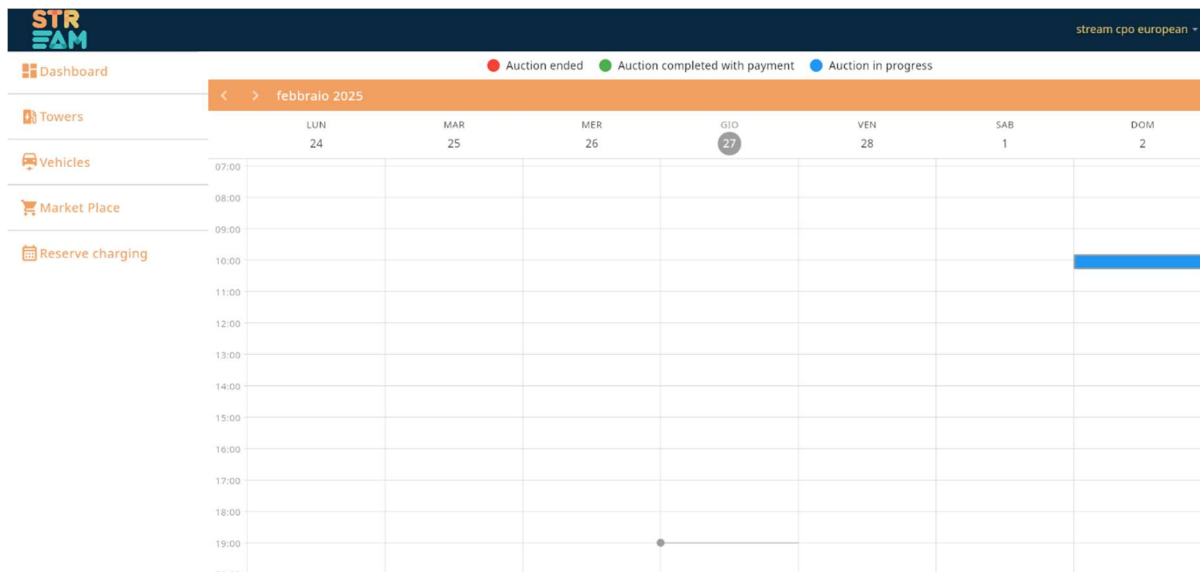 STR
EAM
stream cpo european
Dashboard
Towers
Vehicles
Market Place
Reserve charging
Auction ended Auction completed with payment Auction in progress
febbraio 2025
LUN MAR MER GIO VEN SAB DOM
24 25 26 27 28 1 2
07:00
08:00
09:00
10:00
11:00
12:00
13:00
14:00
15:00
16:00
17:00
18:00
19:00